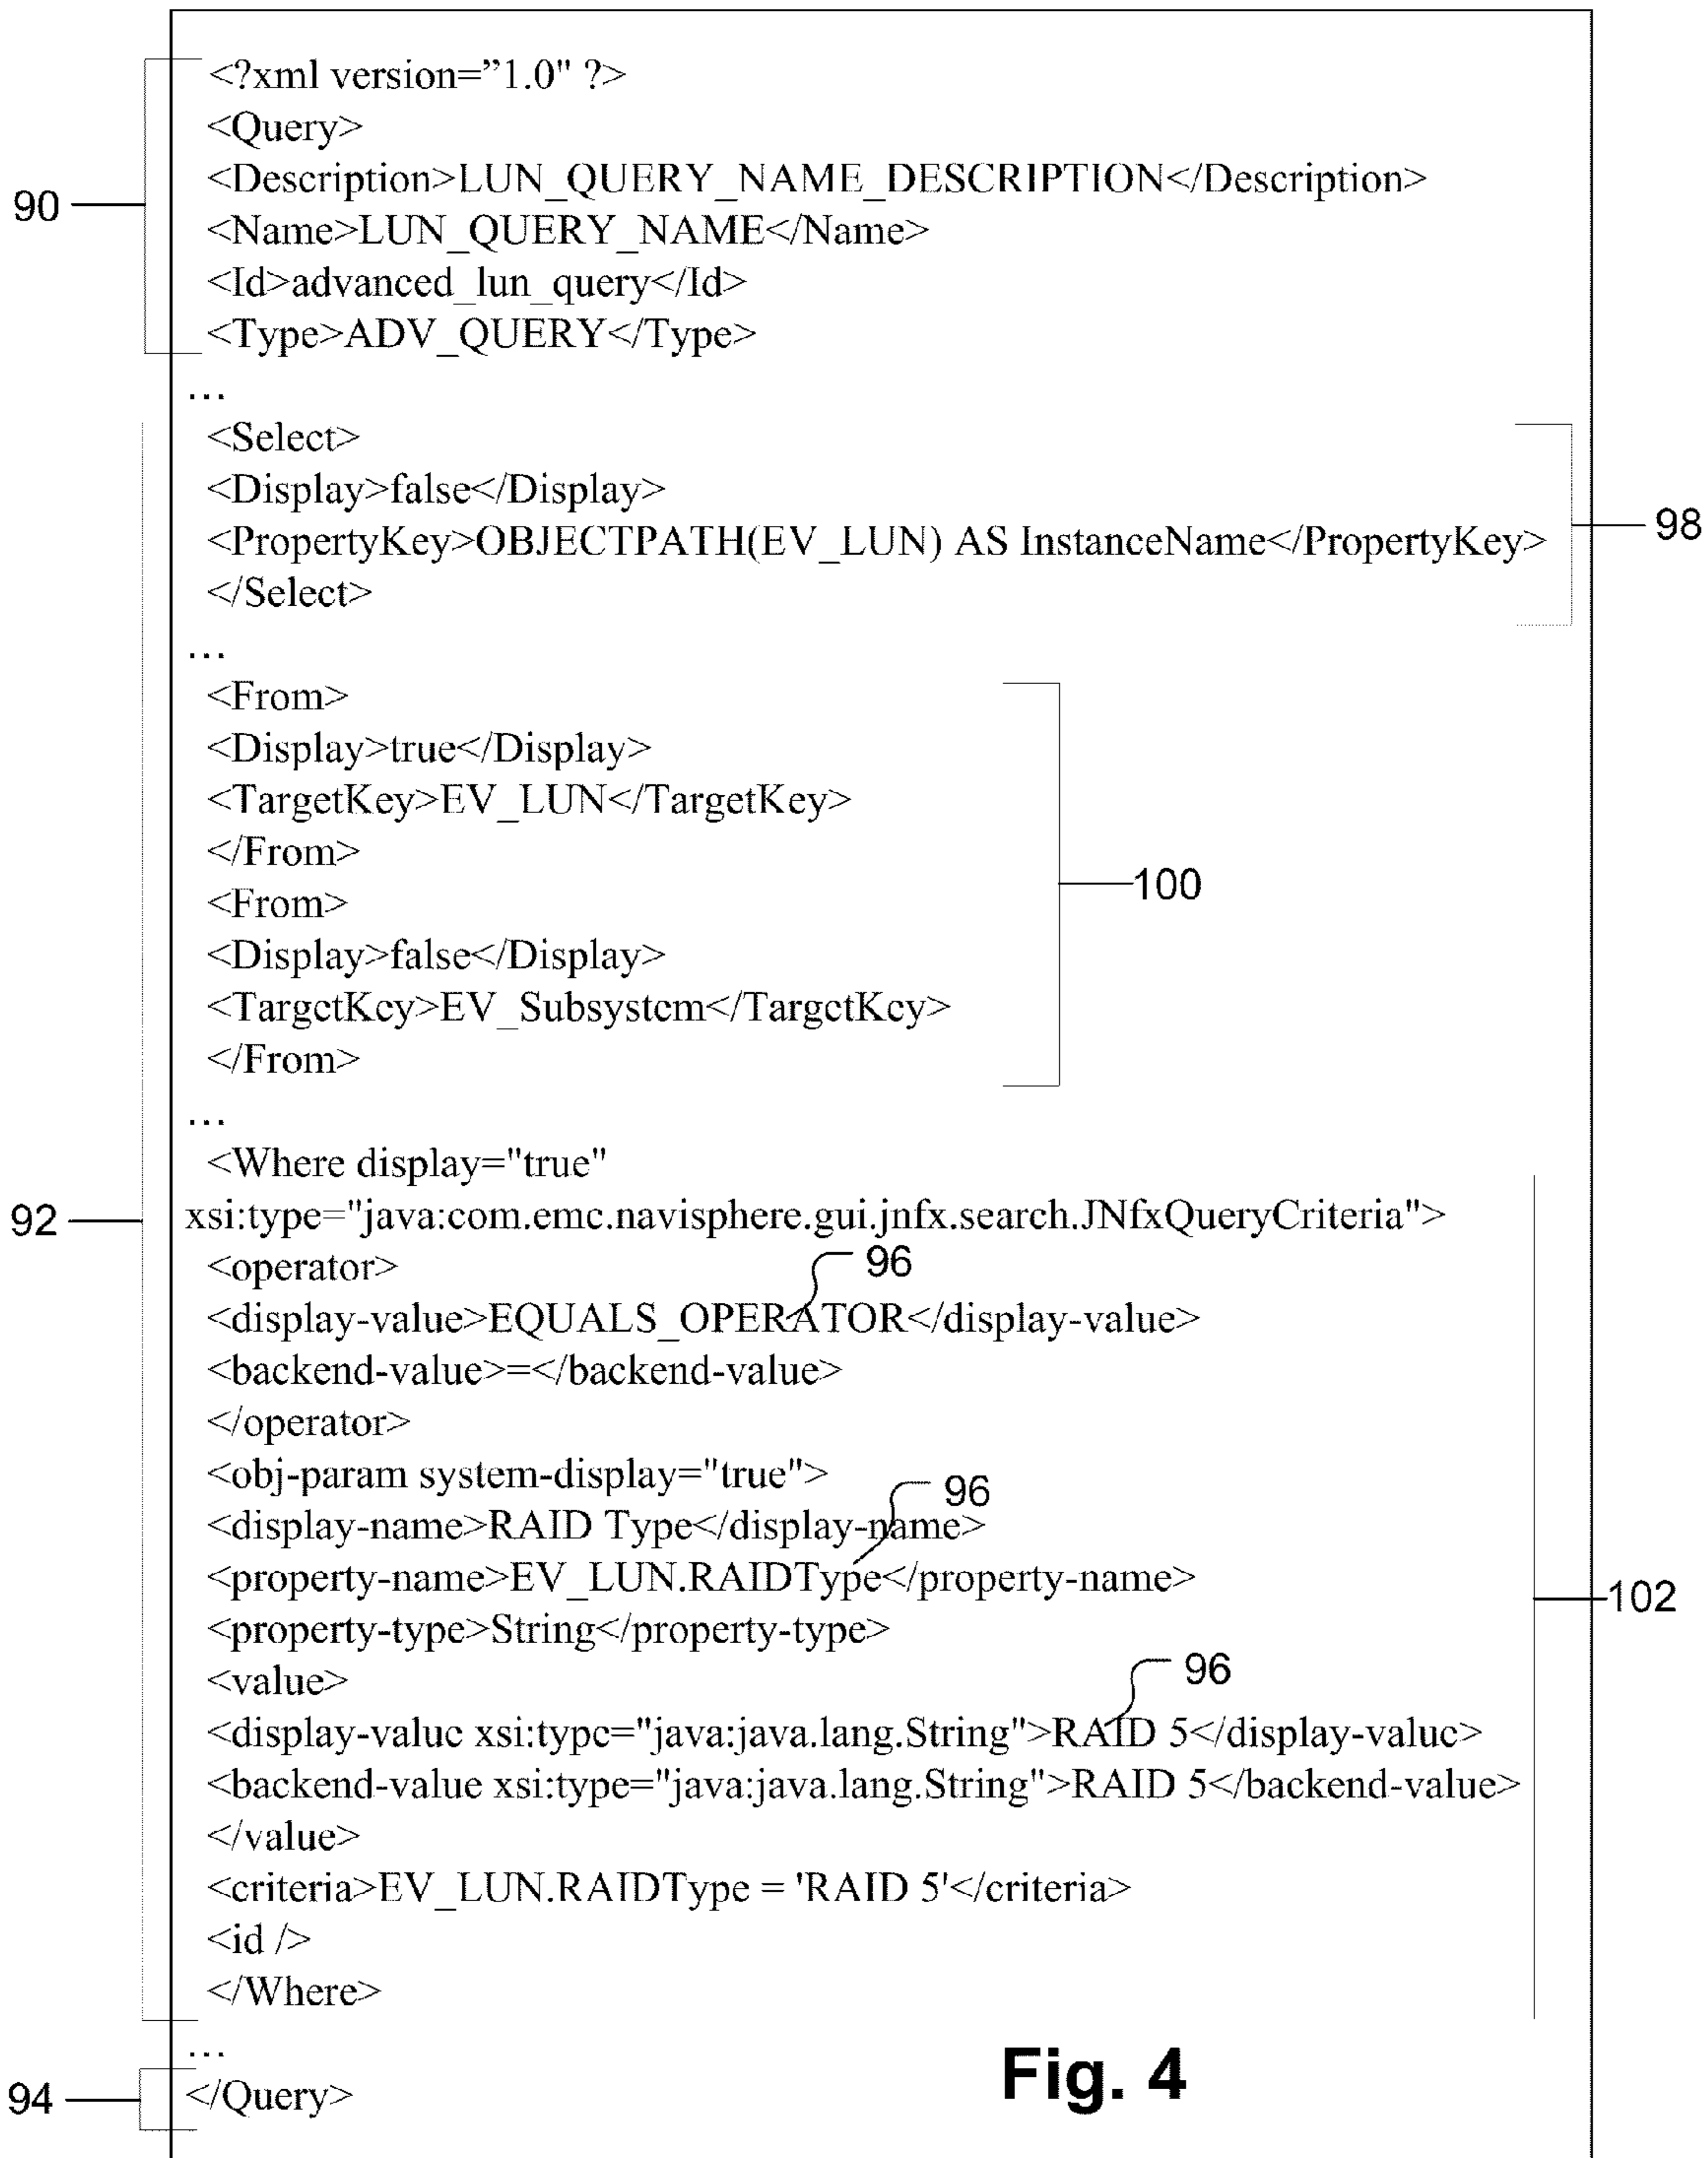 <?xml version=”1.0" ?>
<Query>
<Description>LUN_QUERY_NAME_DESCRIPTION</Description>
90
<Name>LUN_QUERY_NAME</Name>
<Id>advanced_lun_query</Id>
<Type>ADV_QUERY</Type>
...
<Select>
<Display>false</Display>
98
<PropertyKey>OBJECTPATH(EV_LUN) AS InstanceName</PropertyKey>
</Select>
...
<From>
<Display>true</Display>
<TargetKey>EV_LUN</TargetKey>
</From>
100
<From>
<Display>false</Display>
<TargetKey>EV_Subsystem</TargetKey>
</From>
...
<Where display="true"
92
xsi:type="java:com.emc.navisphere.gui.jnfx.search.JNfxQueryCriteria">
<operator>
96
<display-value>EQUALS_OPERATOR</display-value>
<backend-value>=</backend-value>
</operator>
<obj-param system-display="true">
96
<display-name>RAID Type</display-name>
<property-name>EV_LUN.RAIDType</property-name>
102
<property-type>String</property-type>
<value>
96
<display-value xsi:type="java:java.lang.String">RAID 5</display-value>
<backend-value xsi:type="java:java.lang.String">RAID 5</backend-value>
</value>
<criteria>EV_LUN.RAIDType = 'RAID 5'</criteria>
<id />
</Where>
...
94
</Query>
Fig. 4